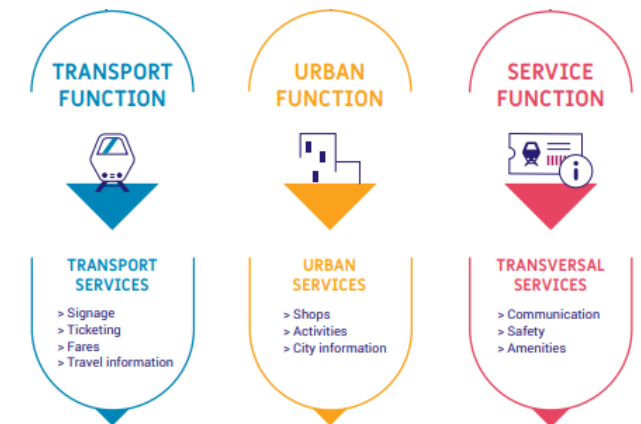 TRANSPORT
FUNCTION
URBAN
FUNCTION
SERVICE
FUNCTION
i
TRANSPORT
SERVICES
> Signage
> Ticketing
> Fares
> Travel information
URBAN
SERVICES
> Shops
> Activities
> City information
TRANSVERSAL
SERVICES
> Communication
> Safety
> Amenities